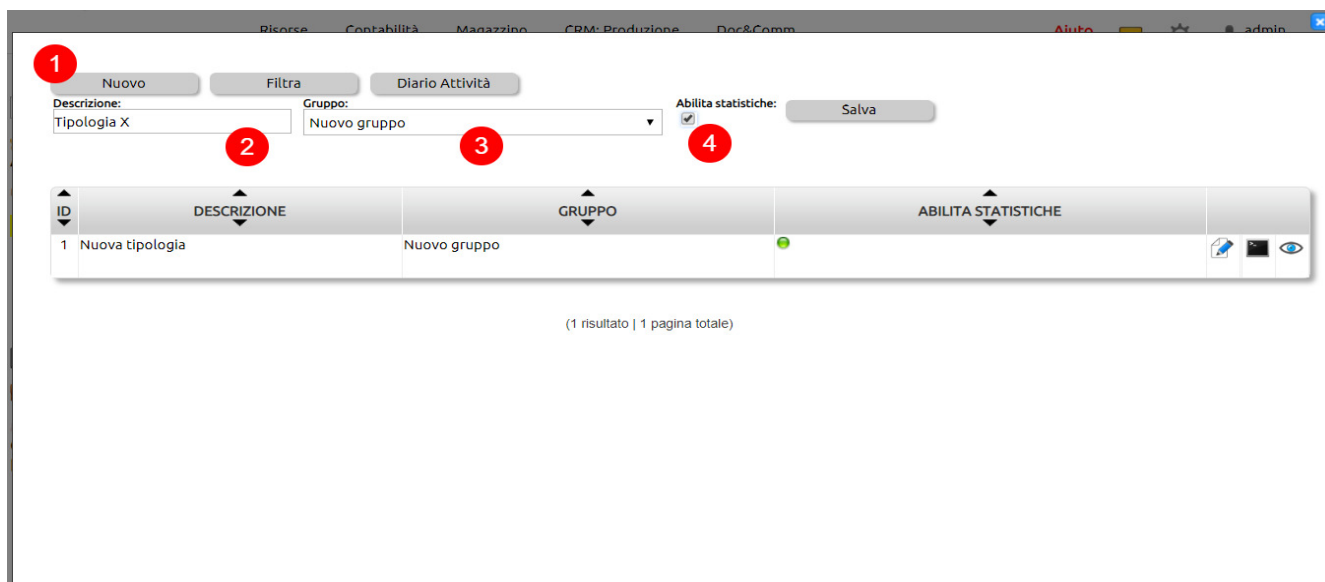 Risorse Contabilità Magazzino CRM: Produzione Doc&Comm Aiuto admin
1
Nuovo Filtra Diario Attività
Descrizione: Gruppo: Abilita statistiche:
Tipologia X Nuovo gruppo Salva
2 3 4
ID DESCRIZIONE GRUPPO ABILITA STATISTICHE
1 Nuova tipologia Nuovo gruppo
(1 risultato | 1 pagina totale)